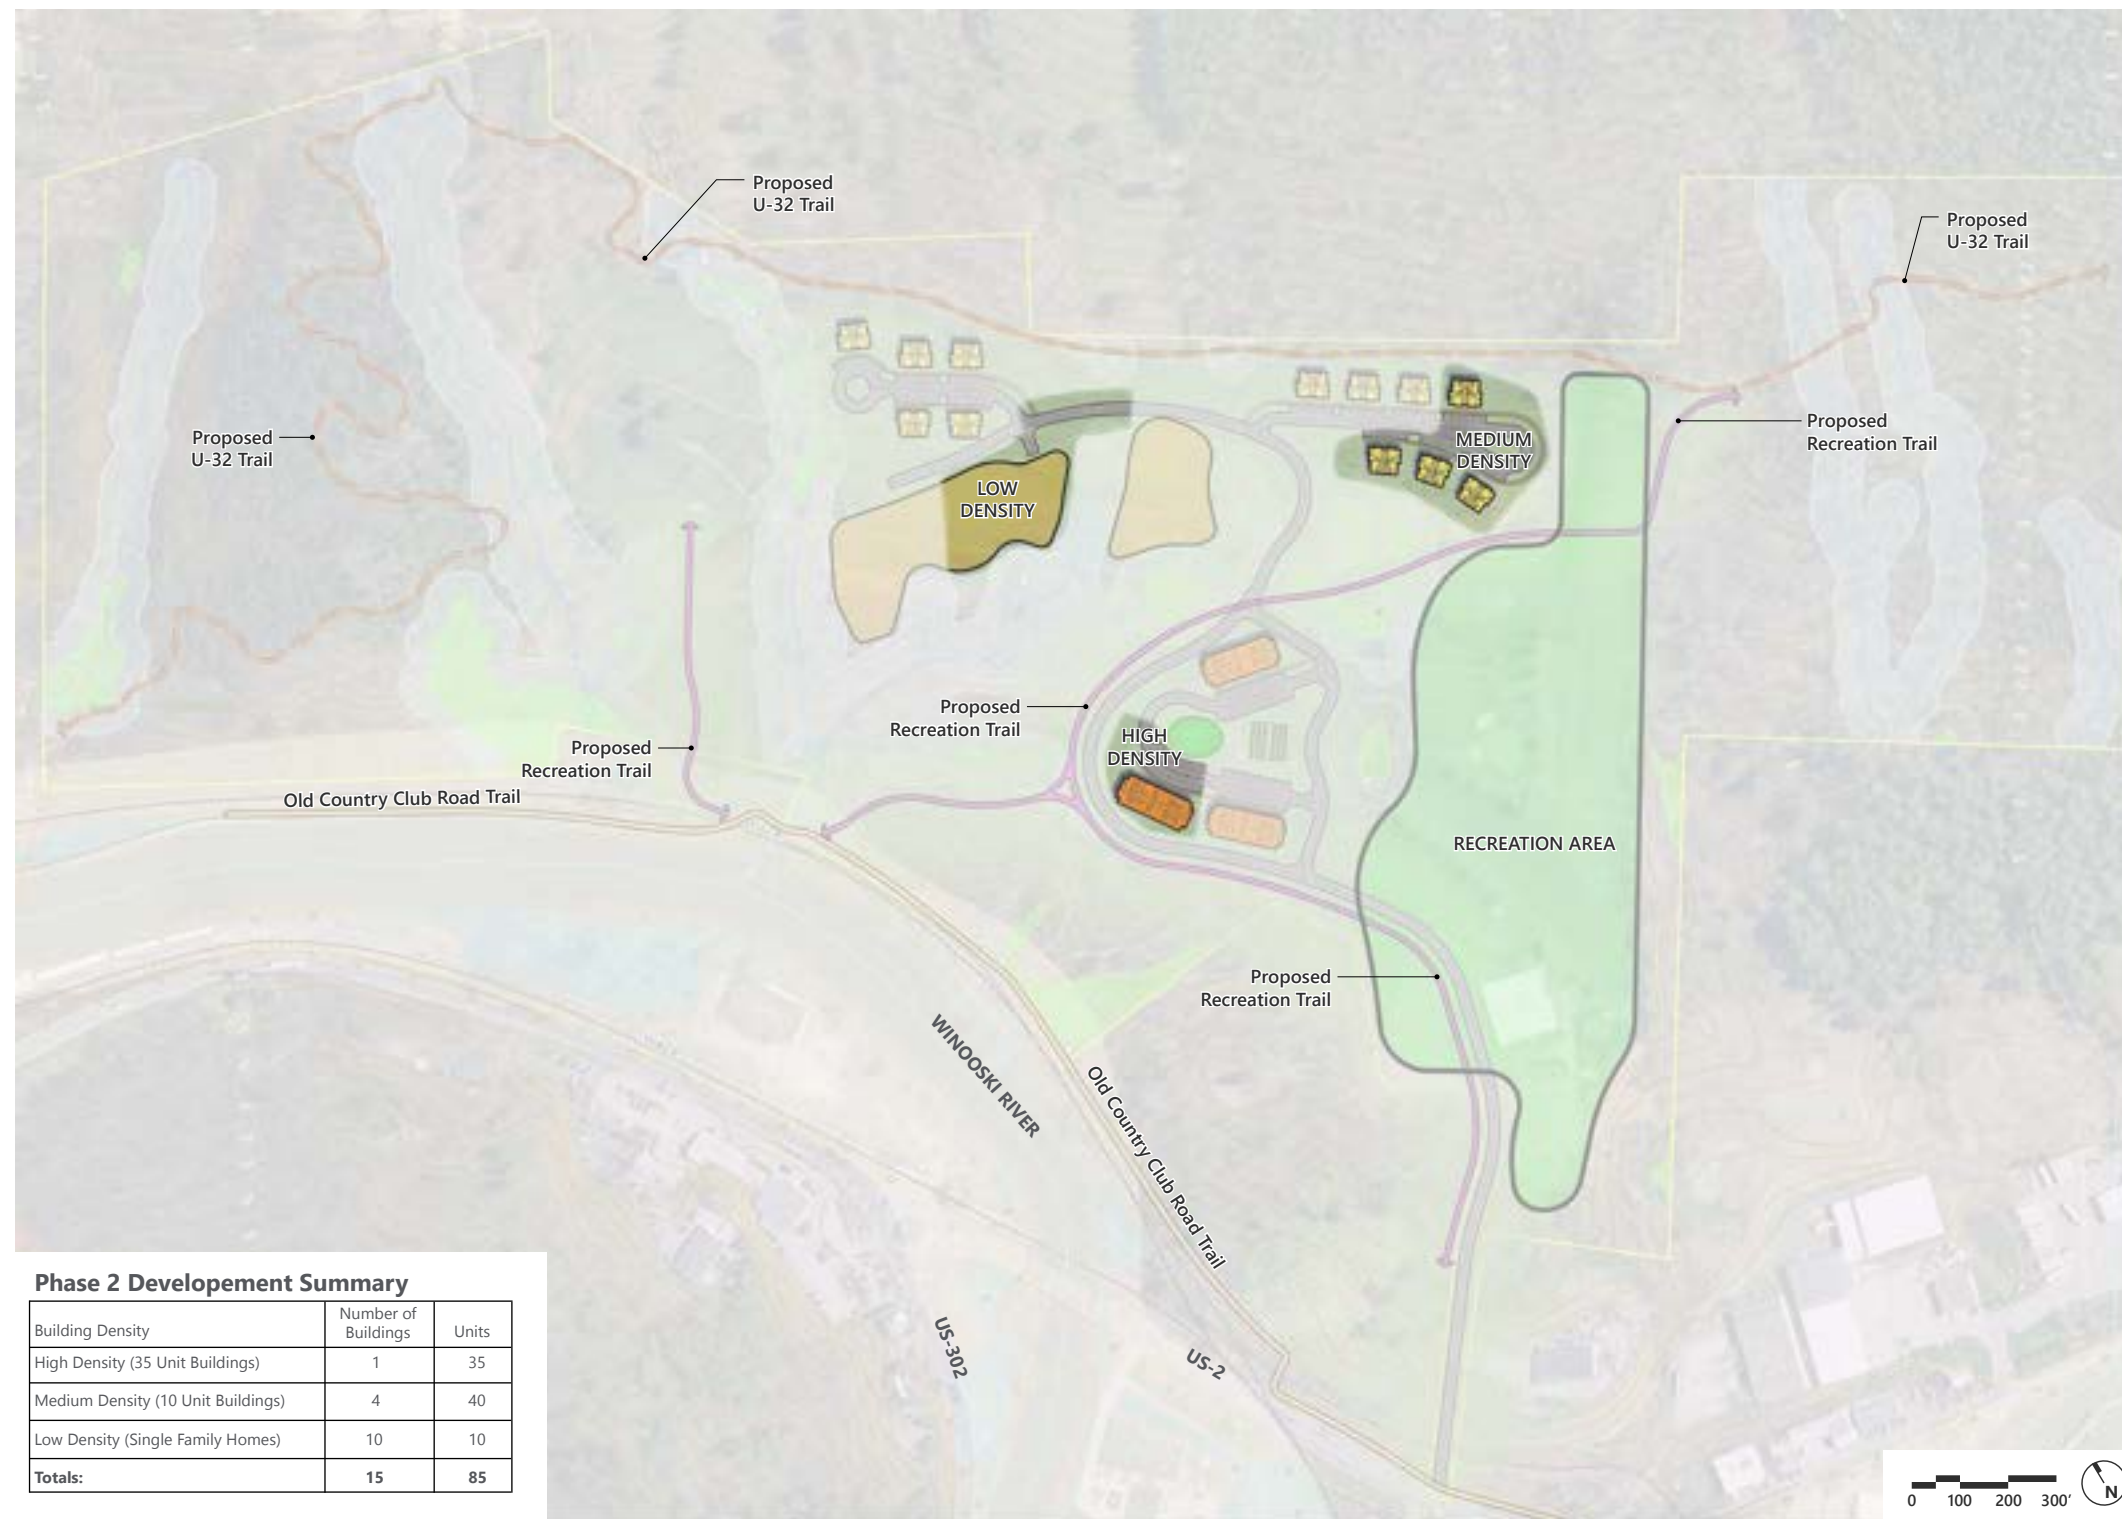 Proposed
U-32 Trail
Proposed
U-32 Trail
Proposed
U-32 Trail
Proposed
Recreation Trail
MEDIUM
DENSITY
LOW
DENSITY
Proposed
Recreation Trail
HIGH
DENSITY
Proposed
Recreation Trail
Old Country Club Road Trail
RECREATION AREA
Proposed
Recreation Trail
WINOOSKI RIVER
Old Country Club Road Trail
US-302
US-2
Phase 2 Developement Summary
Building Density Number of Buildings Units
High Density (35 Unit Buildings) 1 35
Medium Density (10 Unit Buildings) 4 40
Low Density (Single Family Homes) 10 10
Totals: 15 85
0 100 200 300'
N